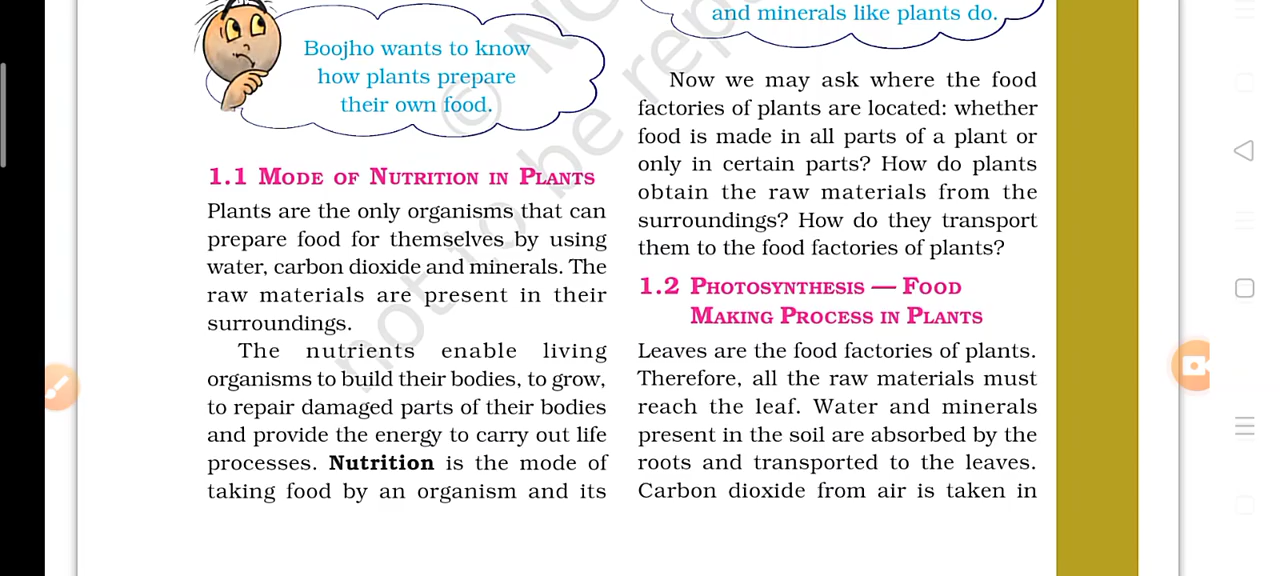 Boojho wants to know
how plants prepare
their own food.
1.1 MODE OF NUTRITION IN PLANTS
Plants are the only organisms that can
prepare food for themselves by using
water, carbon dioxide and minerals. The
raw materials are present in their
surroundings.
The nutrients enable living
organisms to build their bodies, to grow,
to repair damaged parts of their bodies
and provide the energy to carry out life
processes. Nutrition is the mode of
taking food by an organism and its
and minerals like plants do.
Now we may ask where the food
factories of plants are located: whether
food is made in all parts of a plant or
only in certain parts? How do plants
obtain the raw materials from the
surroundings? How do they transport
them to the food factories of plants?
1.2 PHOTOSYNTHESIS — FOOD
MAKING PROCESS IN PLANTS
Leaves are the food factories of plants.
Therefore, all the raw materials must
reach the leaf. Water and minerals
present in the soil are absorbed by the
roots and transported to the leaves.
Carbon dioxide from air is taken in
© NO
not to be rep